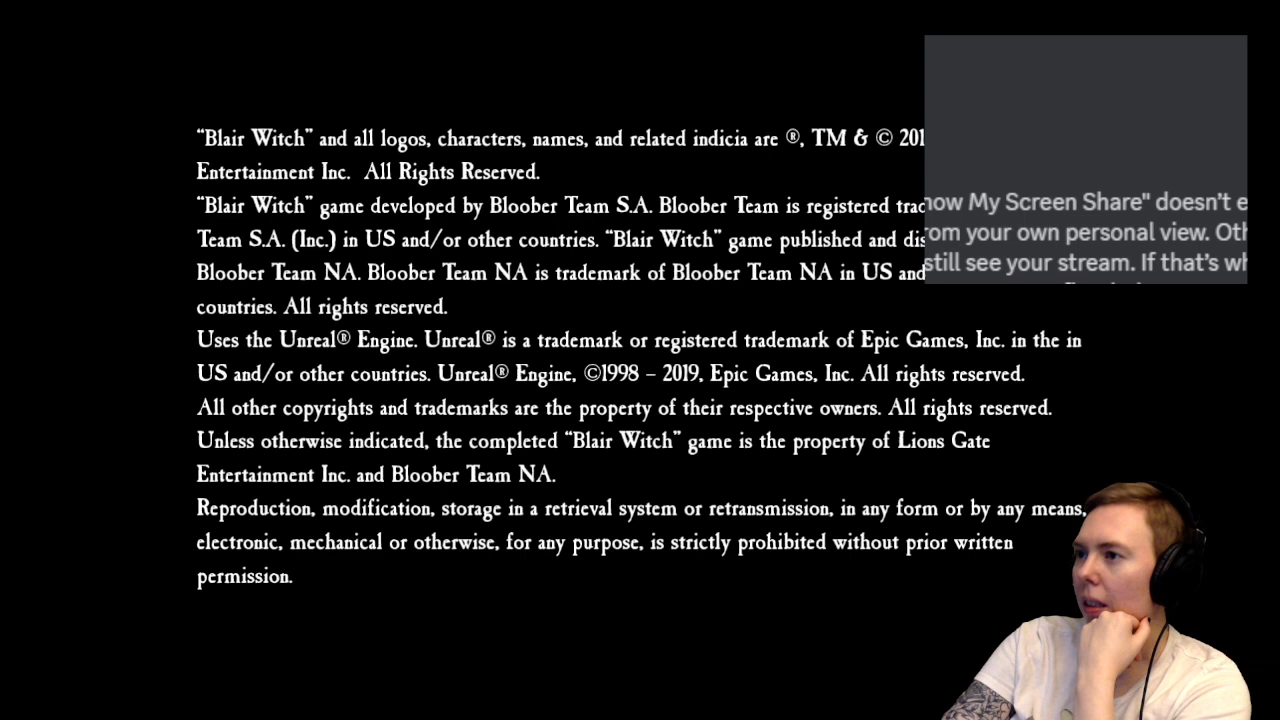 “Blair Witch” and all logos, characters, names, and related indicia are ®, TM & © 201
Entertainment Inc.  All Rights Reserved.
“Blair Witch” game developed by Bloober Team S.A. Bloober Team is registered
Team S.A. (Inc.) in US and/or other countries. “Blair Witch” game published and
Bloober Team NA. Bloober Team NA is trademark of Bloober Team NA in US and
countries. All rights reserved.
Uses the Unreal® Engine. Unreal® is a trademark or registered trademark of Epic Games, Inc. in the in
US and/or other countries. Unreal® Engine, ©1998 – 2019, Epic Games, Inc. All rights reserved.
All other copyrights and trademarks are the property of their respective owners. All rights reserved.
Unless otherwise indicated, the completed “Blair Witch” game is the property of Lions Gate
Entertainment Inc. and Bloober Team NA.
Reproduction, modification, storage in a retrieval system or retransmission, in any form or by any means,
electronic, mechanical or otherwise, for any purpose, is strictly prohibited without prior written
permission.
My Screen Share" doesn’t
your own personal view.
still see your stream. If that’s